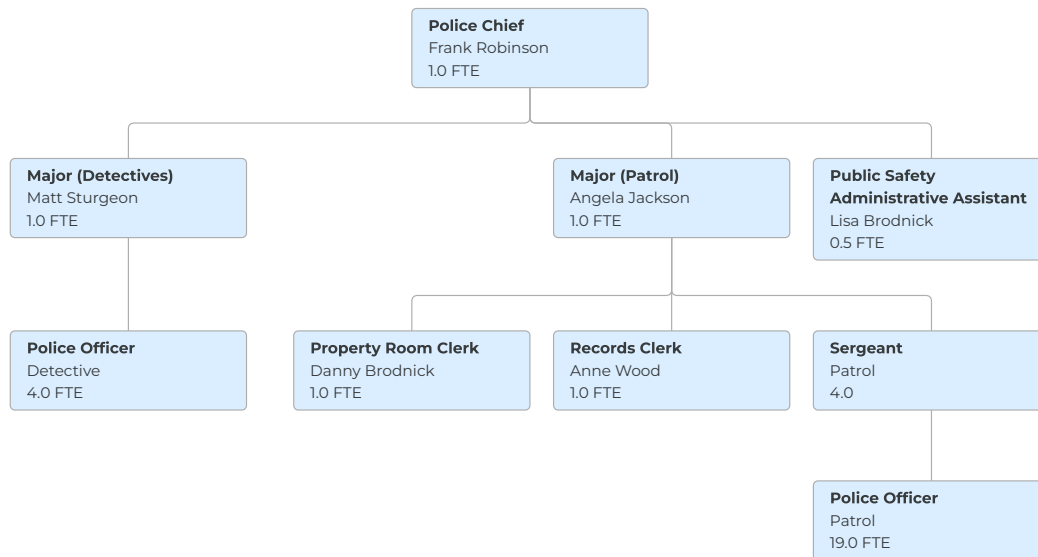 Police Chief
Frank Robinson
1.0 FTE
Major (Detectives)
Matt Sturgeon
1.0 FTE
Major (Patrol)
Angela Jackson
1.0 FTE
Public Safety
Administrative Assistant
Lisa Brodnick
0.5 FTE
Police Officer
Detective
4.0 FTE
Property Room Clerk
Danny Brodnick
1.0 FTE
Records Clerk
Anne Wood
1.0 FTE
Sergeant
Patrol
4.0
Police Officer
Patrol
19.0 FTE